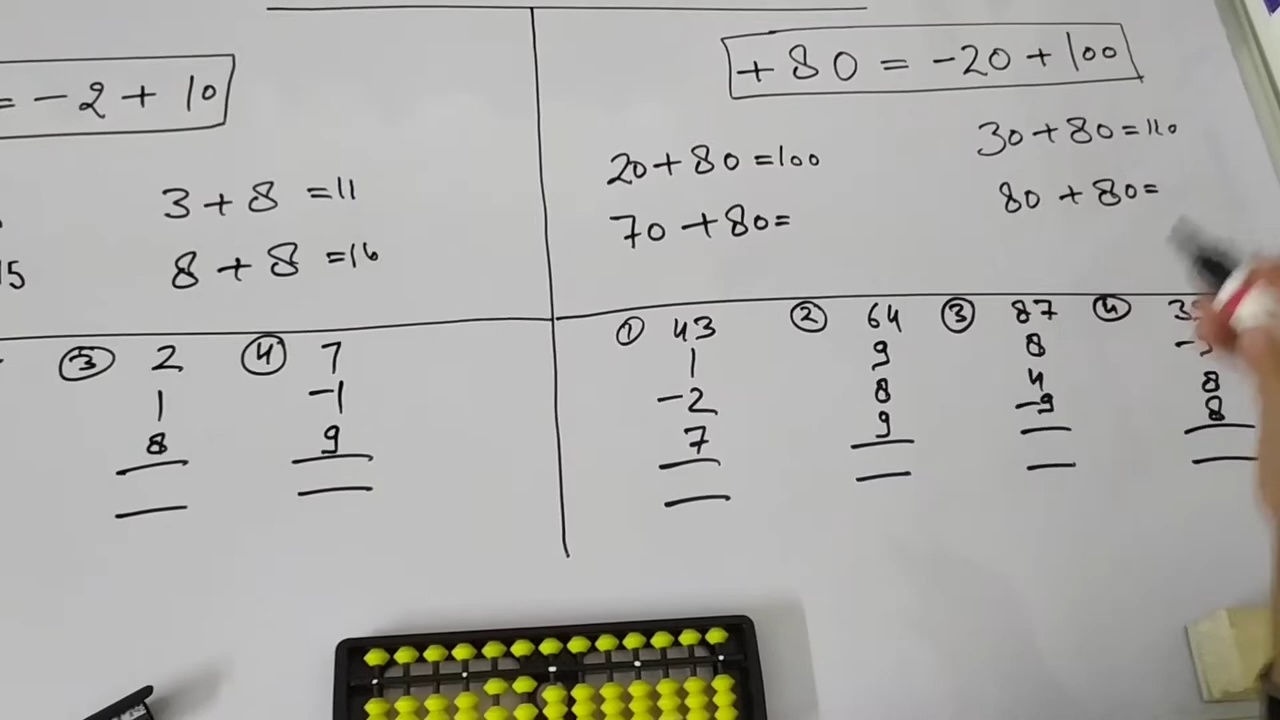 = -2 + 10
3 + 8 = 11
8 + 8 = 16
15
③ 2
1
8
④ 7
-1
9
+ 80 = -20 + 100
20 + 80 = 100
30 + 80 = 110
70 + 80 =
80 + 80 =
① 43
1
-2
7
② 64
9
8
9
③ 87
8
4
-9
④
8
8